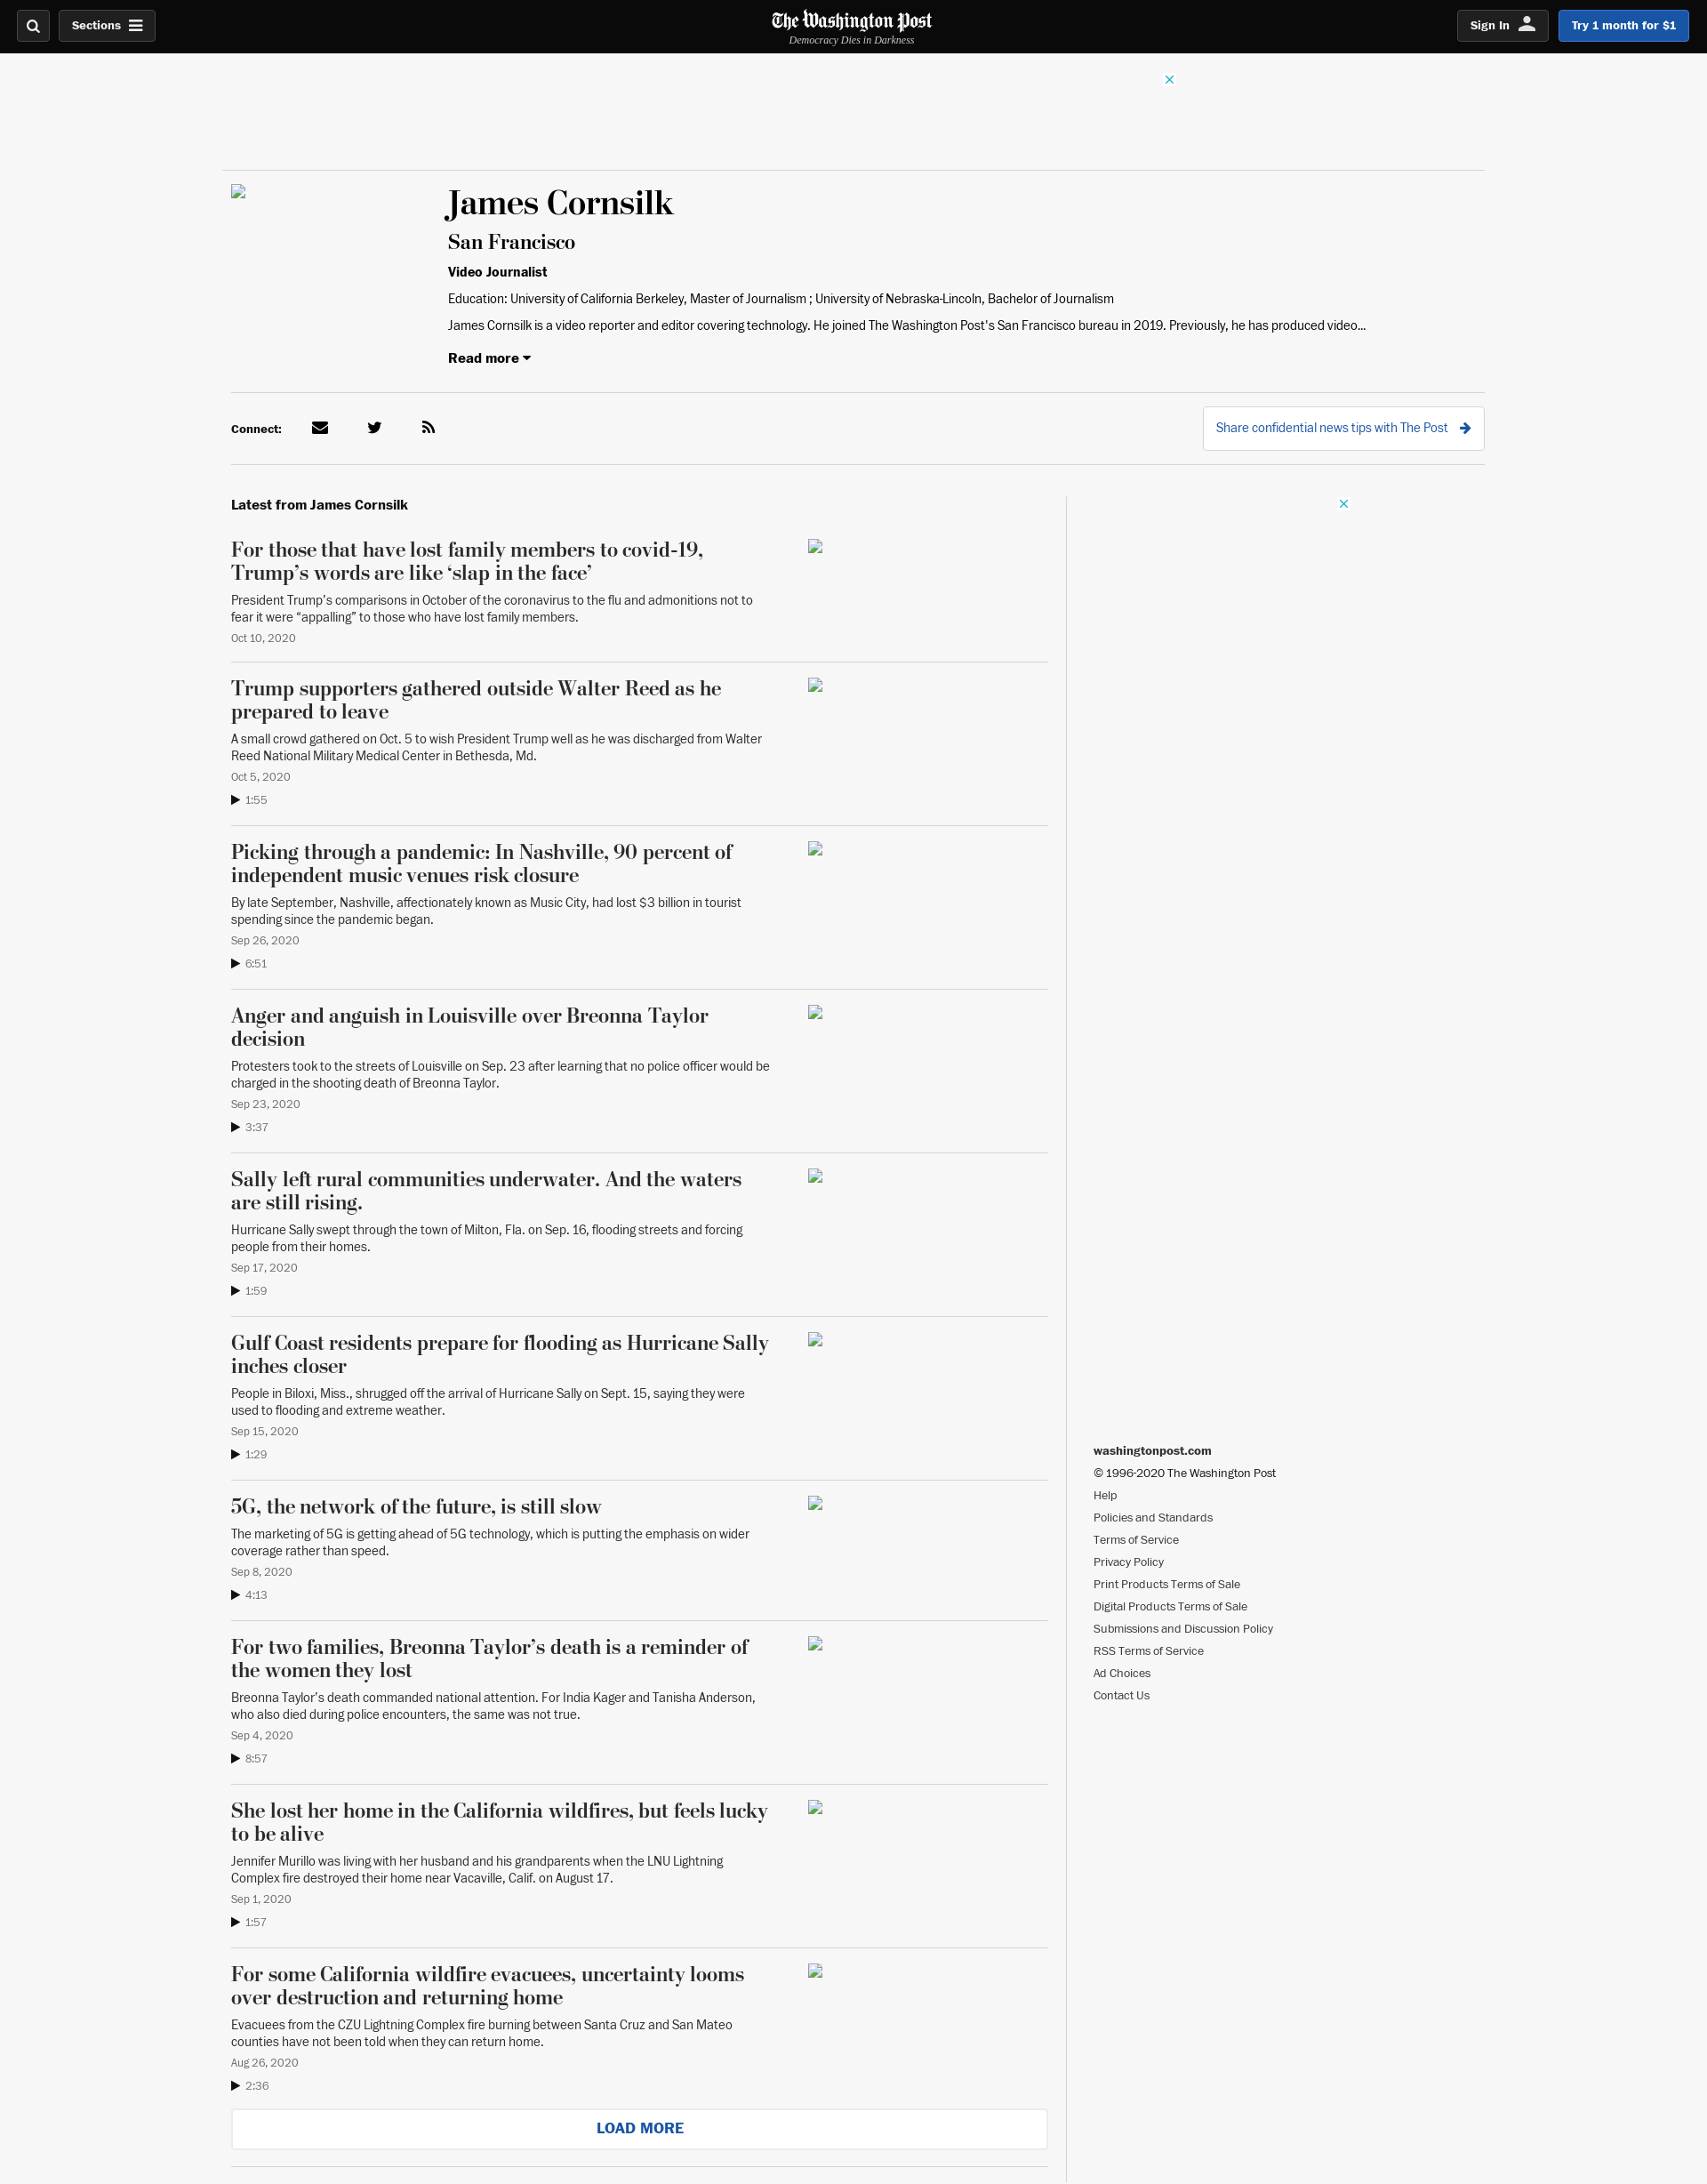 Sections
The Washington Post
Democracy Dies in Darkness
Sign In
Try 1 month for $1
James Cornsilk
San Francisco
Video Journalist
Education: University of California Berkeley, Master of Journalism ; University of Nebraska-Lincoln, Bachelor of Journalism
James Cornsilk is a video reporter and editor covering technology. He joined The Washington Post's San Francisco bureau in 2019. Previously, he has produced video...
Read more
Connect:
Share confidential news tips with The Post
Latest from James Cornsilk
For those that have lost family members to covid-19,
Trump’s words are like ‘slap in the face’
President Trump’s comparisons in October of the coronavirus to the flu and admonitions not to
fear it were “appalling” to those who have lost family members.
Oct 10, 2020
Trump supporters gathered outside Walter Reed as he
prepared to leave
A small crowd gathered on Oct. 5 to wish President Trump well as he was discharged from Walter
Reed National Military Medical Center in Bethesda, Md.
Oct 5, 2020
1:55
Picking through a pandemic: In Nashville, 90 percent of
independent music venues risk closure
By late September, Nashville, affectionately known as Music City, had lost $3 billion in tourist
spending since the pandemic began.
Sep 26, 2020
6:51
Anger and anguish in Louisville over Breonna Taylor
decision
Protesters took to the streets of Louisville on Sep. 23 after learning that no police officer would be
charged in the shooting death of Breonna Taylor.
Sep 23, 2020
3:37
Sally left rural communities underwater. And the waters
are still rising.
Hurricane Sally swept through the town of Milton, Fla. on Sep. 16, flooding streets and forcing
people from their homes.
Sep 17, 2020
1:59
Gulf Coast residents prepare for flooding as Hurricane Sally
inches closer
People in Biloxi, Miss., shrugged off the arrival of Hurricane Sally on Sept. 15, saying they were
used to flooding and extreme weather.
Sep 15, 2020
1:29
5G, the network of the future, is still slow
The marketing of 5G is getting ahead of 5G technology, which is putting the emphasis on wider
coverage rather than speed.
Sep 8, 2020
4:13
For two families, Breonna Taylor’s death is a reminder of
the women they lost
Breonna Taylor’s death commanded national attention. For India Kager and Tanisha Anderson,
who also died during police encounters, the same was not true.
Sep 4, 2020
8:57
She lost her home in the California wildfires, but feels lucky
to be alive
Jennifer Murillo was living with her husband and his grandparents when the LNU Lightning
Complex fire destroyed their home near Vacaville, Calif. on August 17.
Sep 1, 2020
1:57
For some California wildfire evacuees, uncertainty looms
over destruction and returning home
Evacuees from the CZU Lightning Complex fire burning between Santa Cruz and San Mateo
counties have not been told when they can return home.
Aug 26, 2020
2:36
LOAD MORE
washingtonpost.com
© 1996-2020 The Washington Post
Help
Policies and Standards
Terms of Service
Privacy Policy
Print Products Terms of Sale
Digital Products Terms of Sale
Submissions and Discussion Policy
RSS Terms of Service
Ad Choices
Contact Us